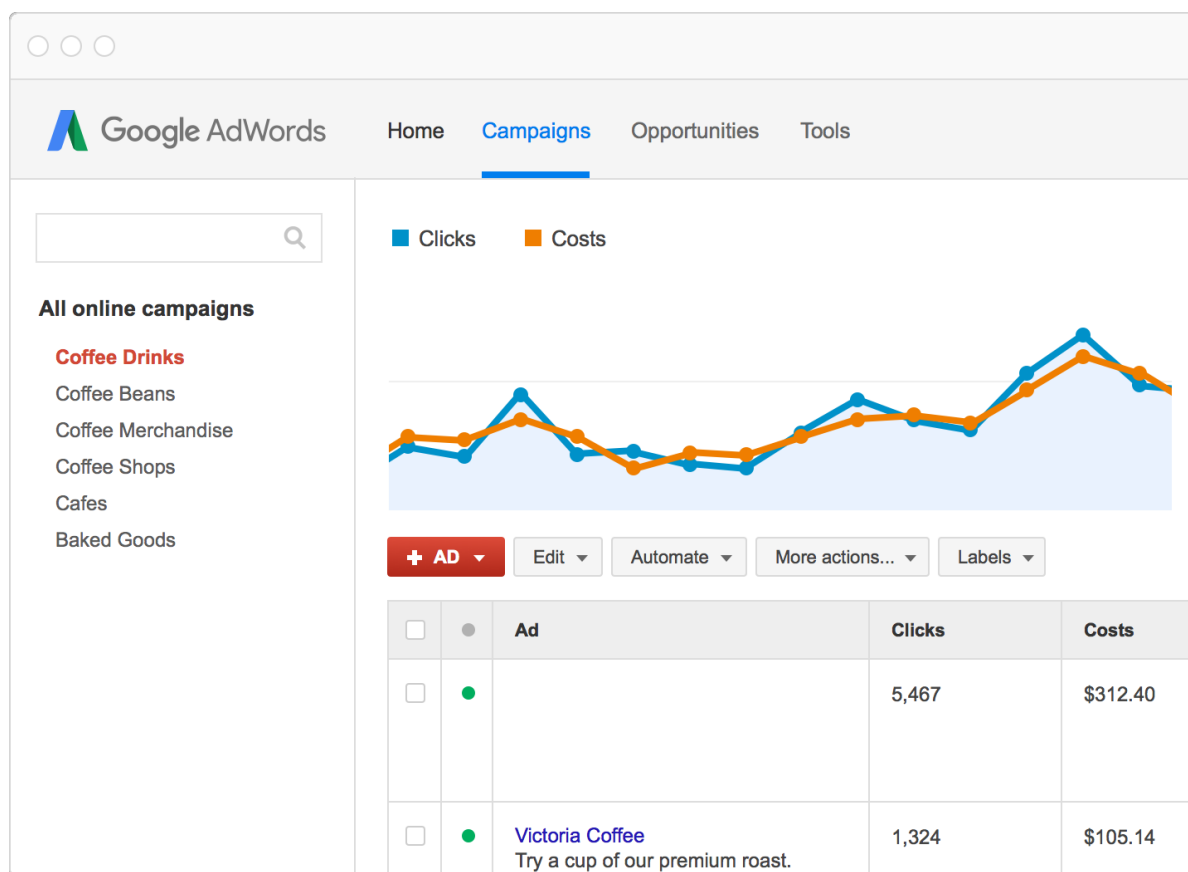 Google AdWords Home Campaigns Opportunities Tools
Clicks Costs
All online campaigns
Coffee Drinks
Coffee Beans
Coffee Merchandise
Coffee Shops
Cafes
Baked Goods
+ AD Edit Automate More actions... Labels
Ad Clicks Costs
5,467 $312.40
Victoria Coffee 1,324 $105.14
Try a cup of our premium roast.